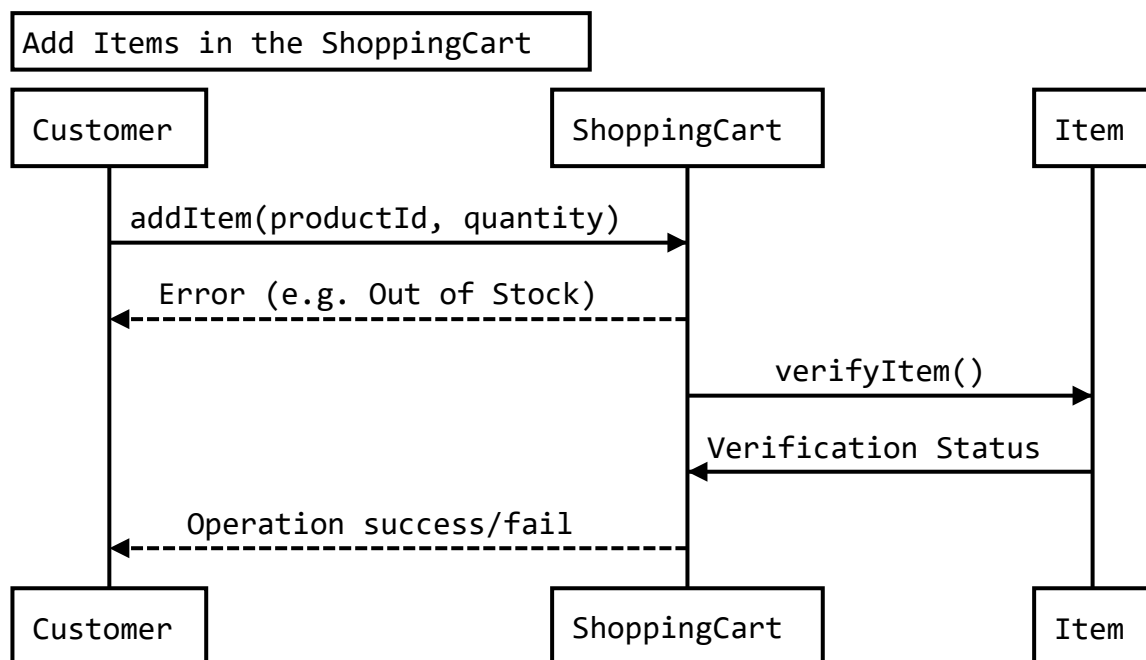 Add Items in the ShoppingCart
Customer
ShoppingCart
Item
addItem(productId, quantity)
Error (e.g. Out of Stock)
verifyItem()
Verification Status
Operation success/fail
Customer
ShoppingCart
Item